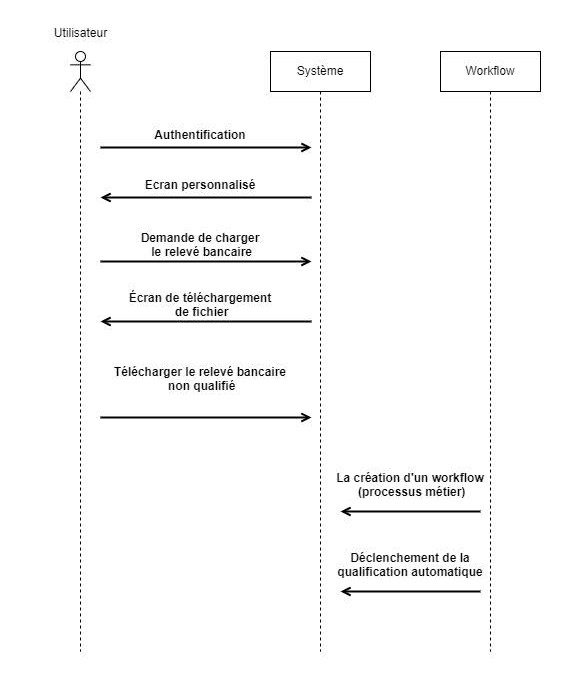 Utilisateur
Système
Workflow
Authentification
Ecran personnalisé
Demande de charger
le relevé bancaire
Écran de téléchargement
de fichier
Télécharger le relevé bancaire
non qualifié
La création d'un workflow
(processus métier)
Déclenchement de la
qualification automatique